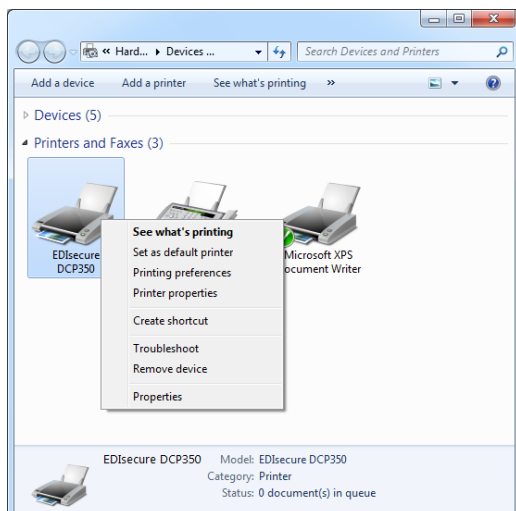 « Hard... ▸ Devices ...
Search Devices and Printers
Add a device Add a printer See what's printing »
Devices (5)
Printers and Faxes (3)
EDIsecure
DCP350
Microsoft XPS
ocument Writer
See what's printing
Set as default printer
Printing preferences
Printer properties
Create shortcut
Troubleshoot
Remove device
Properties
EDIsecure DCP350 Model: EDIsecure DCP350
Category: Printer
Status: 0 document(s) in queue